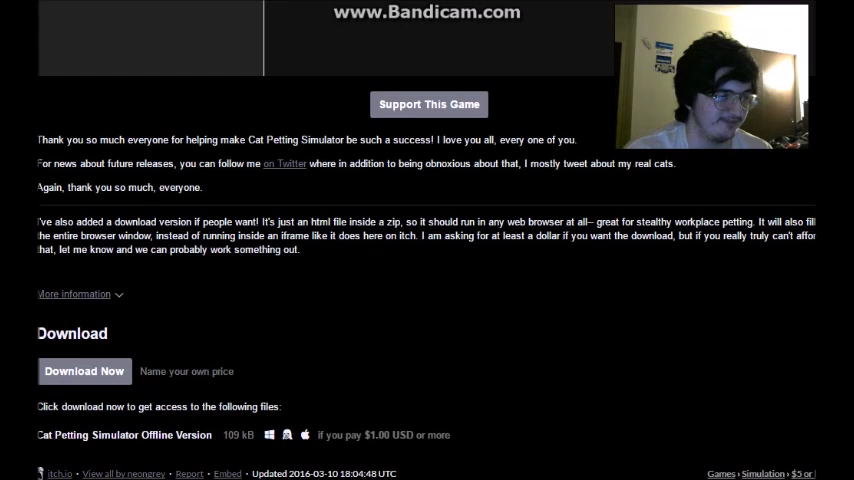 www.Bandicam.com
Support This Game
Thank you so much everyone for helping make Cat Petting Simulator be such a success! I love you all, every one of you.
For news about future releases, you can follow me on Twitter where in addition to being obnoxious about that, I mostly tweet about my real cats.
Again, thank you so much, everyone.
I've also added a download version if people want! It's just an html file inside a zip, so it should run in any web browser at all-- great for stealthy workplace petting. It will also fill
the entire browser window, instead of running inside an iframe like it does here on itch. I am asking for at least a dollar if you want the download, but if you really truly can't affor
that, let me know and we can probably work something out.
More information
Download
Download Now Name your own price
Click download now to get access to the following files:
Cat Petting Simulator Offline Version 109 kB if you pay $1.00 USD or more
itch.io · View all by neongrey · Report · Embed · Updated 2016-03-10 18:04:48 UTC Games › Simulation › $5 or